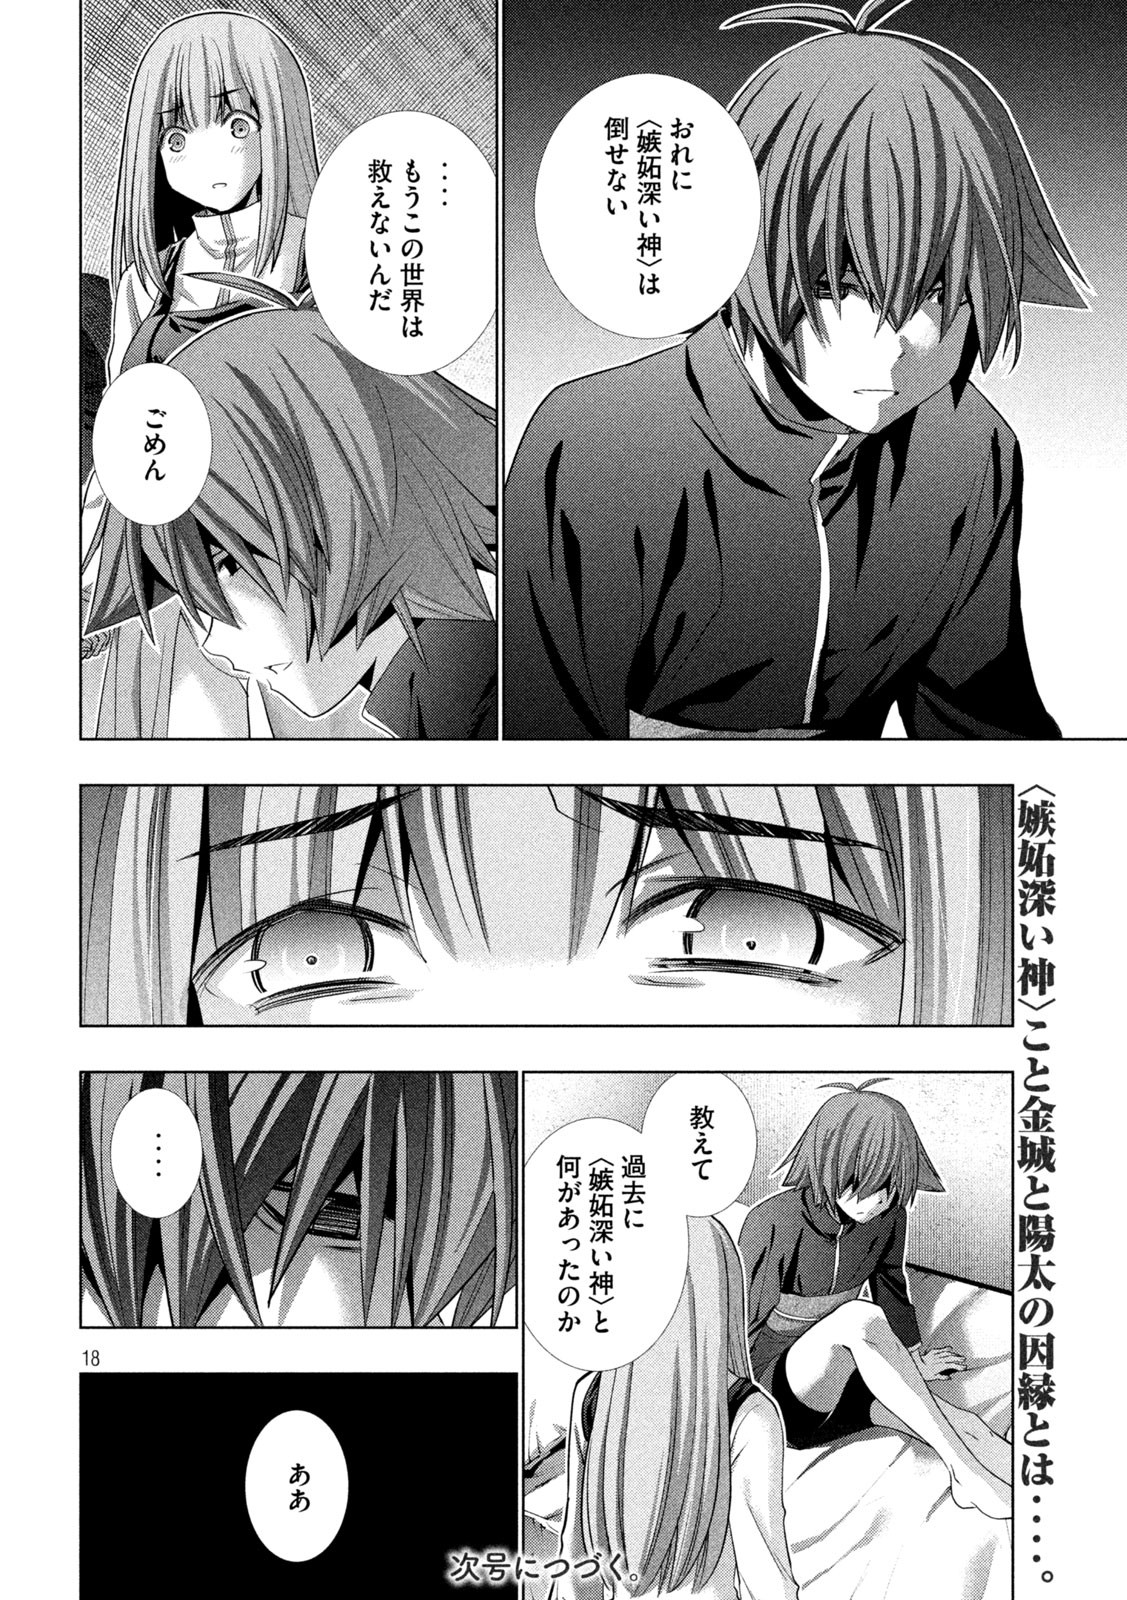 おれに
〈嫉妬深い神〉は
倒せない
‥‥
もうこの世界は
救えないんだ
ごめん
教えて
過去に
〈嫉妬深い神〉と
何があったのか
‥‥
ああ
〈嫉妬深い神〉こと金城と陽太の因縁とは‥‥‥。
18
次号につづく。